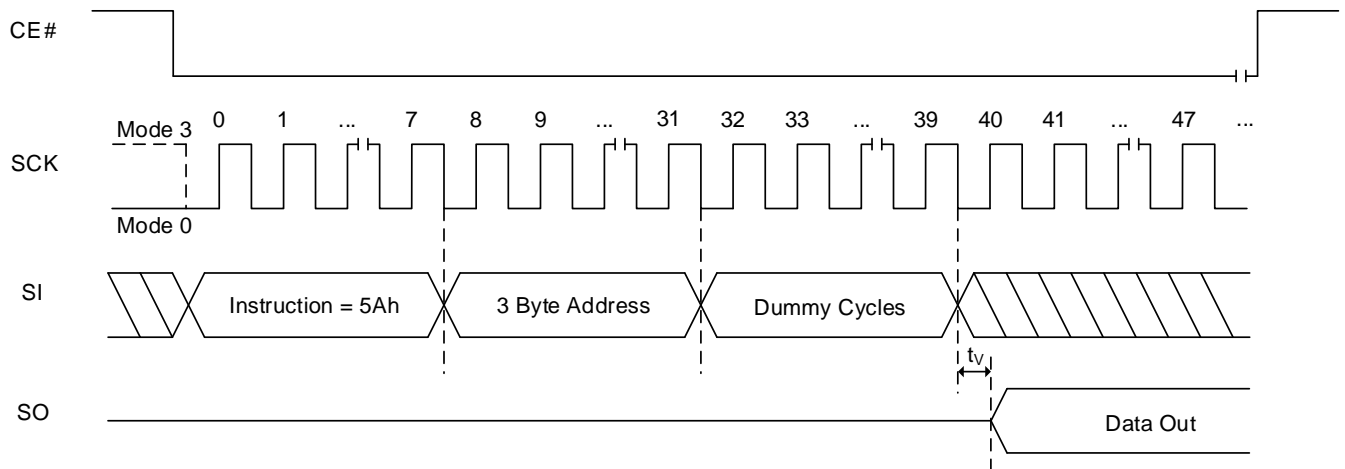 CE#
Mode 3 0 1 ... 7 8 9 ... 31 32 33 ... 39 40 41 ... 47 ...
SCK
Mode 0
SI Instruction = 5Ah 3 Byte Address Dummy Cycles
tV
SO Data Out